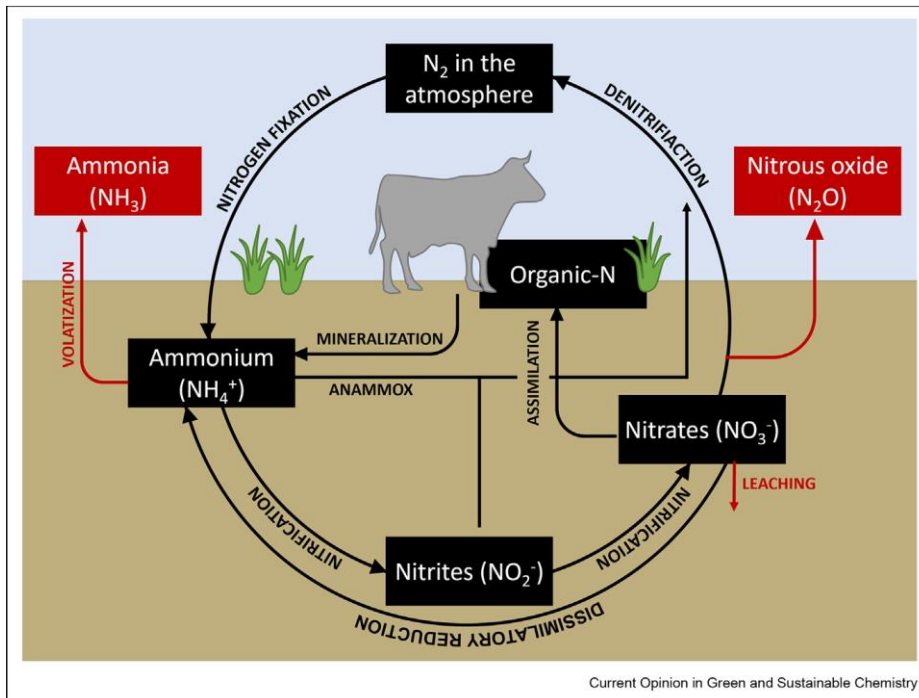 N₂ in the
atmosphere
NITROGEN FIXATION
DENITRIFIACTION
Ammonia
(NH₃)
Nitrous oxide
(N₂O)
VOLATIZATION
Organic-N
MINERALIZATION
Ammonium
(NH₄⁺)
ANAMMOX
ASSIMILATION
Nitrates (NO₃⁻)
LEACHING
NITRIFICATION
NITRIFICATION
Nitrites (NO₂⁻)
DISSIMILATORY REDUCTION
Current Opinion in Green and Sustainable Chemistry